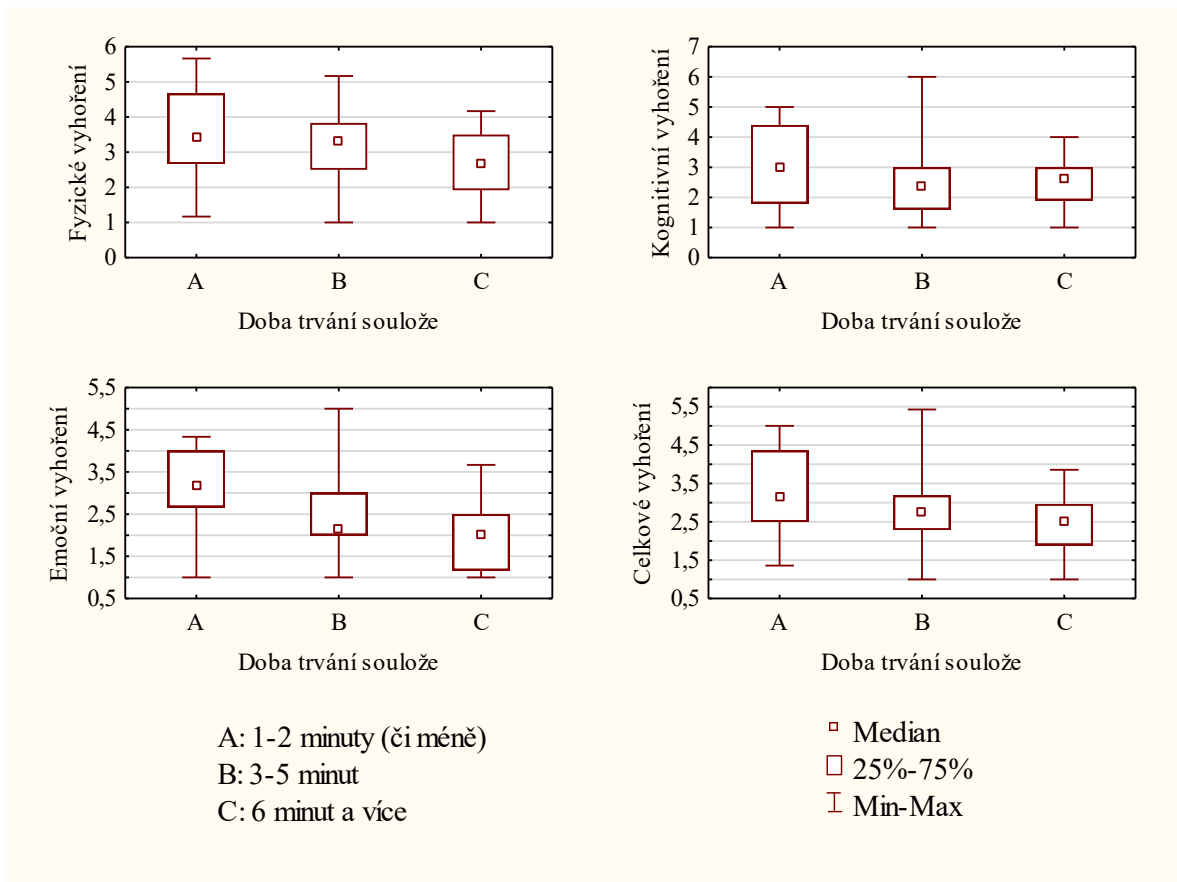 6
5
4
3
2
1
0
Fyzické vyhoření
A B C
Doba trvání soulože
7
6
5
4
3
2
1
0
Kognitivní vyhoření
A B C
Doba trvání soulože
5,5
4,5
3,5
2,5
1,5
0,5
Emoční vyhoření
A B C
Doba trvání soulože
5,5
4,5
3,5
2,5
1,5
0,5
Celkové vyhoření
A B C
Doba trvání soulože
A: 1-2 minuty (či méně)
B: 3-5 minut
C: 6 minut a více
Median
25%-75%
Min-Max